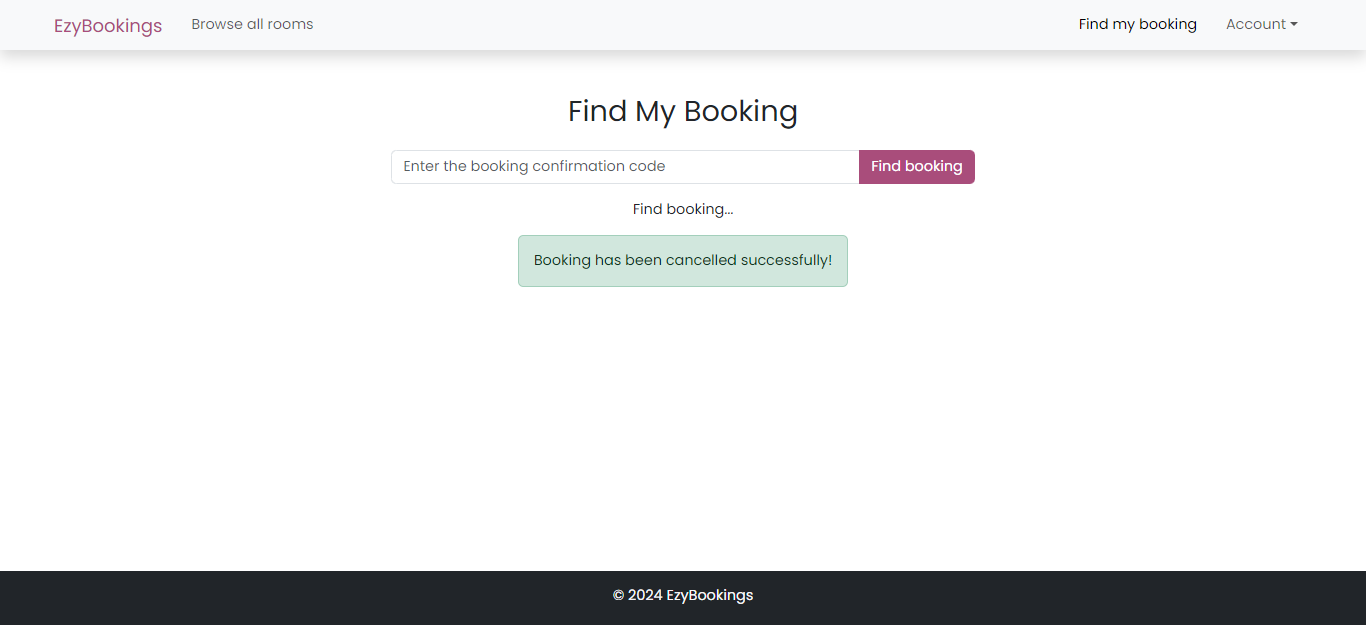 EzyBookings
Browse all rooms
Find my booking
Account
Find My Booking
Enter the booking confirmation code
Find booking
Find booking...
Booking has been cancelled successfully!
© 2024 EzyBookings